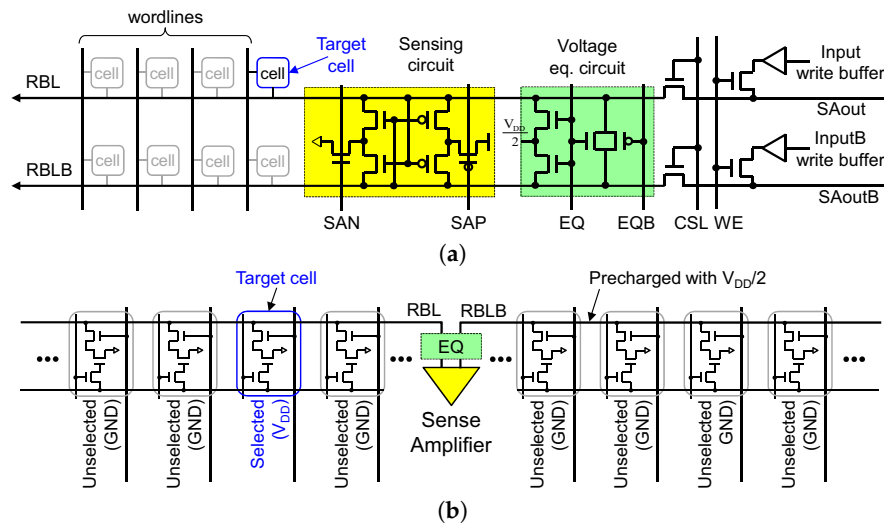 wordlines
RBL
cell
cell
cell
cell
Target
cell
Sensing
circuit
Voltage
eq. circuit
Input
write buffer
SAout
V_DD
2
RBLB
cell
cell
cell
cell
InputB
write buffer
SAoutB
SAN
SAP
EQ
EQB
CSL
WE
(a)
Target cell
Precharged with V_DD/2
RBL
RBLB
EQ
Sense
Amplifier
Unselected
(GND)
Unselected
(GND)
Selected
(V_DD)
Unselected
(GND)
Unselected
(GND)
Unselected
(GND)
Unselected
GND)
Unselected
(GND)
(b)